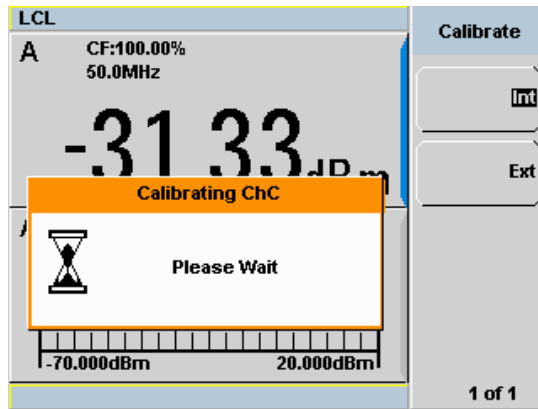 LCL
Calibrate
A
CF:100.00%
50.0MHz
Int
-31.33
Ext
Calibrating ChC
Please Wait
-70.000dBm
20.000dBm
1 of 1